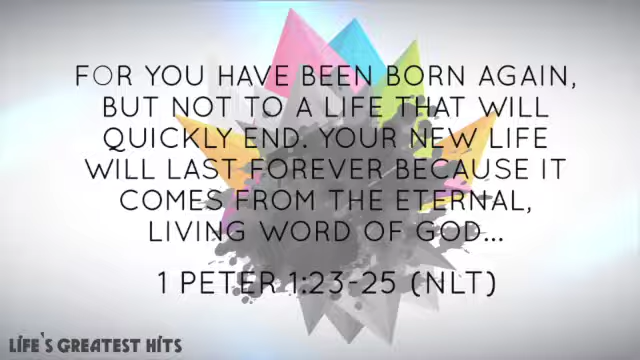 FOR YOU HAVE BEEN BORN AGAIN,
BUT NOT TO A LIFE THAT WILL
QUICKLY END. YOUR NEW LIFE
WILL LAST FOREVER BECAUSE IT
COMES FROM THE ETERNAL,
LIVING WORD OF GOD...
1 PETER 1:23-25 (NLT)
LIFE'S GREATEST HITS